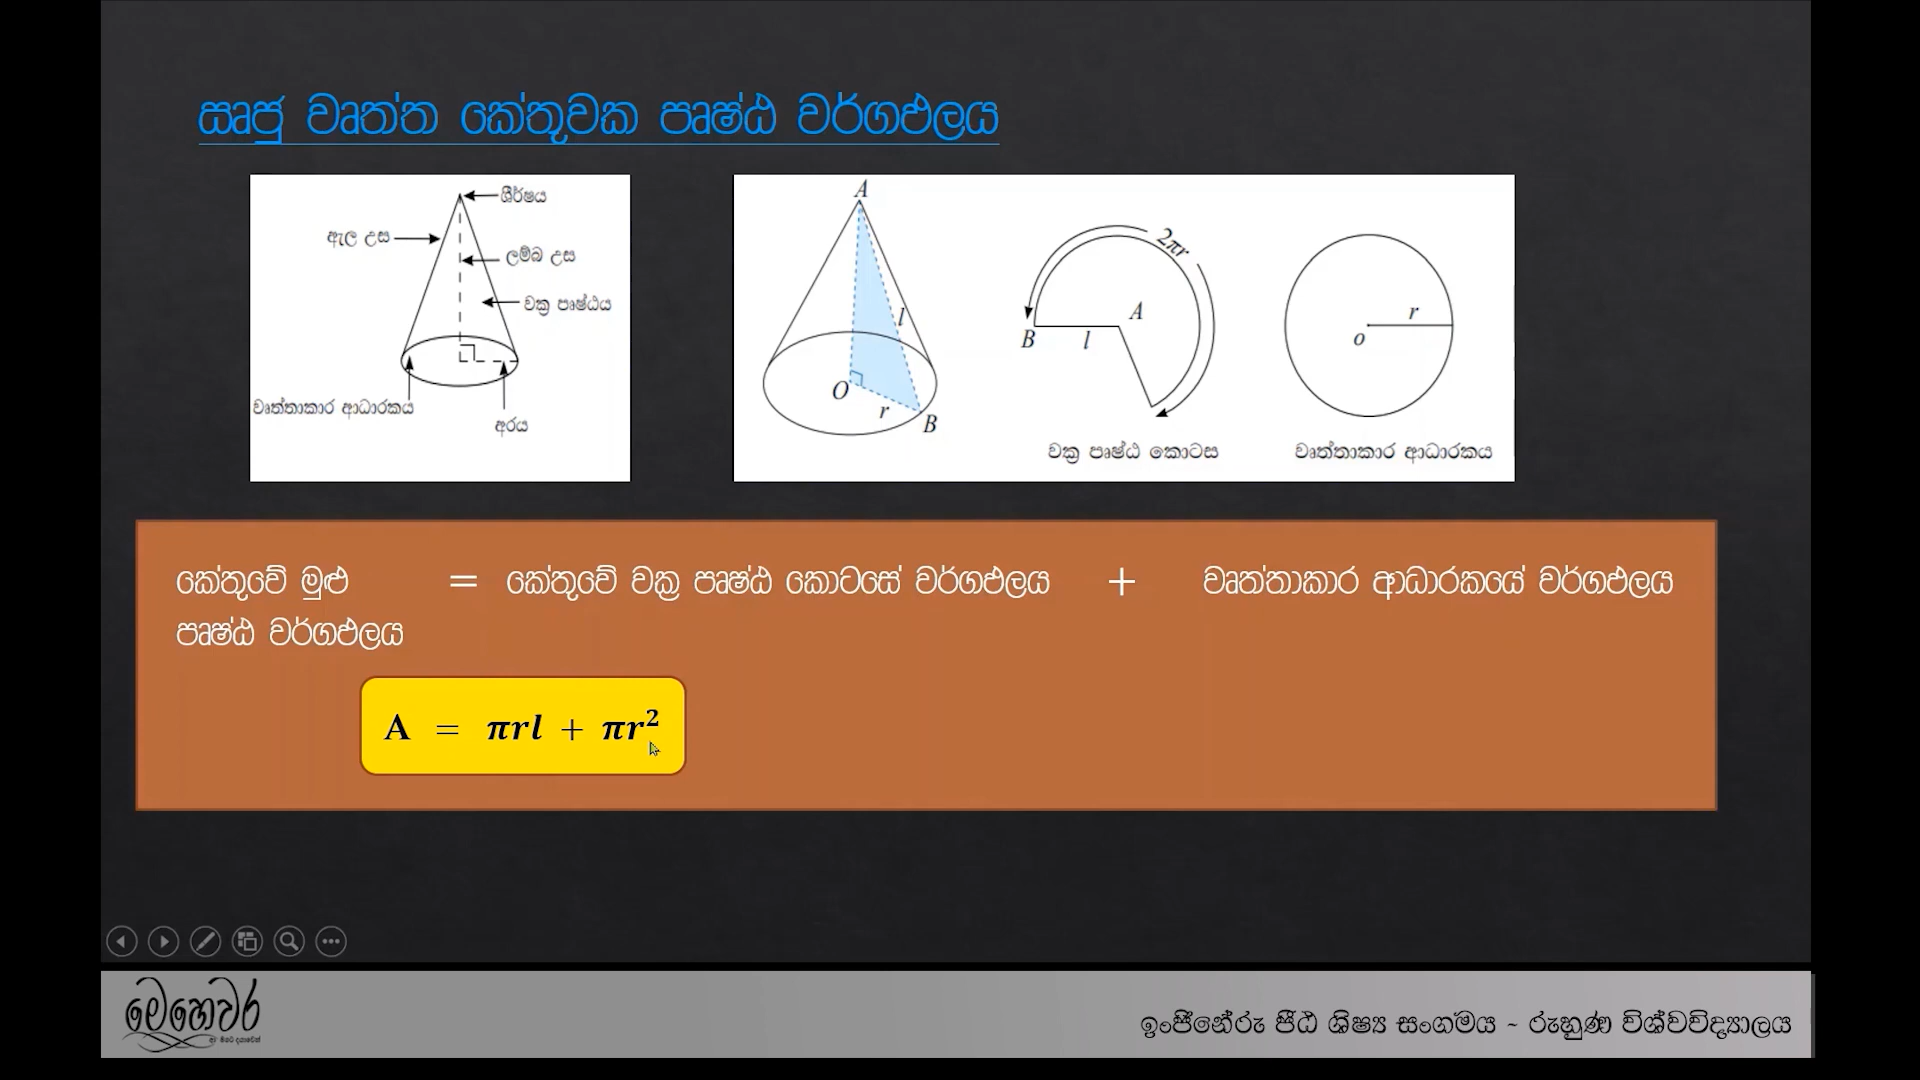 සෘජු වෘත්ත කේතුවක පෘෂ්ඨ වර්ගඵලය
ශීර්ෂය
ඇල උස
ලම්බ උස
වක්‍ර පෘෂ්ඨය
වෘත්තාකාර ආධාරකය
අරය
A
l
O
r
B
2πr
A
B
l
වක්‍ර පෘෂ්ඨ කොටස
r
o
වෘත්තාකාර ආධාරකය
කේතුවේ මුළු = කේතුවේ වක්‍ර පෘෂ්ඨ කොටසේ වර්ගඵලය + වෘත්තාකාර ආධාරකයේ වර්ගඵලය
පෘෂ්ඨ වර්ගඵලය
A = πrl + πr²
මෙහෙවර
ඉංජිනේරු පීඨ ශිෂ්‍ය සංගමය ~ රුහුණ විශ්වවිද්‍යාලය